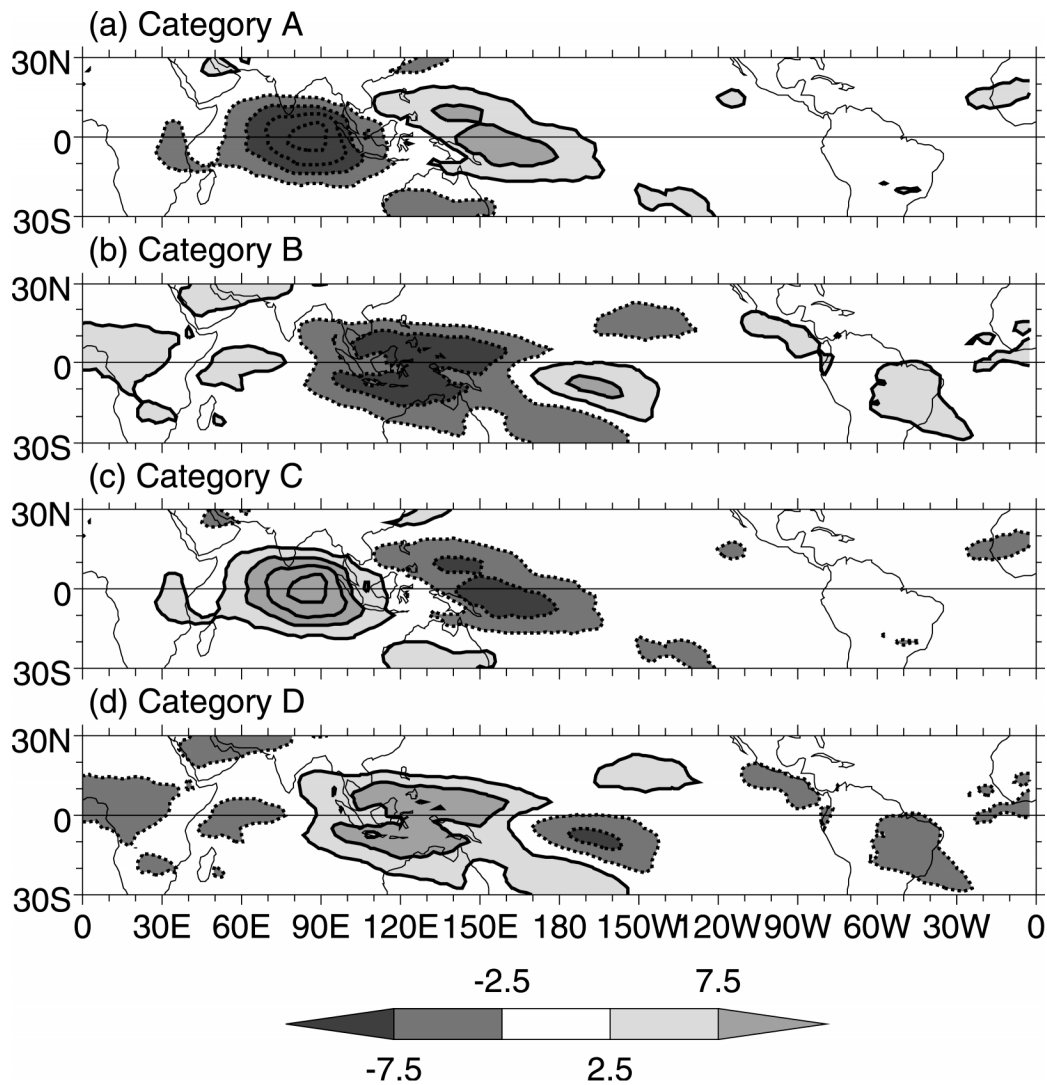 (a) Category A
30N
0
30S
(b) Category B
30N
0
30S
(c) Category C
30N
0
30S
(d) Category D
30N
0
30S
0 30E 60E 90E 120E 150E 180 150W 120W 90W 60W 30W 0
-2.5 7.5
-7.5 2.5